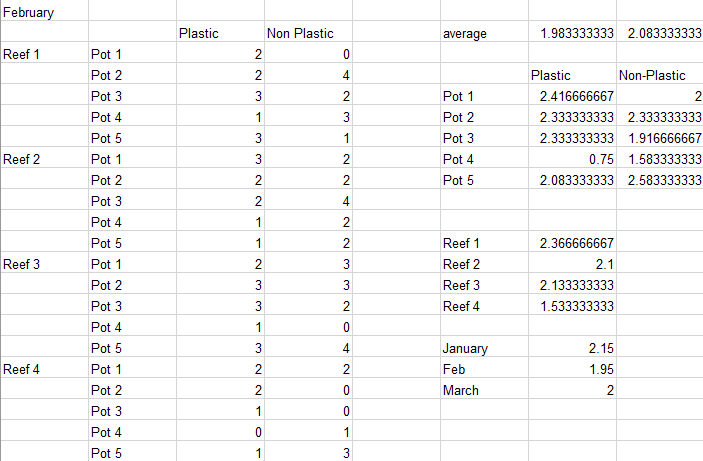 February
Plastic Non Plastic average 1.983333333 2.083333333
Reef 1 Pot 1 2 0
Pot 2 2 4 Plastic Non-Plastic
Pot 3 3 2 Pot 1 2.416666667 2
Pot 4 1 3 Pot 2 2.333333333 2.333333333
Pot 5 3 1 Pot 3 2.333333333 1.916666667
Reef 2 Pot 1 3 2 Pot 4 0.75 1.583333333
Pot 2 2 2 Pot 5 2.083333333 2.583333333
Pot 3 2 4
Pot 4 1 2
Pot 5 1 2 Reef 1 2.366666667
Reef 3 Pot 1 2 3 Reef 2 2.1
Pot 2 3 3 Reef 3 2.133333333
Pot 3 3 2 Reef 4 1.533333333
Pot 4 1 0
Pot 5 3 4 January 2.15
Reef 4 Pot 1 2 2 Feb 1.95
Pot 2 2 0 March 2
Pot 3 1 0
Pot 4 0 1
Pot 5 1 3